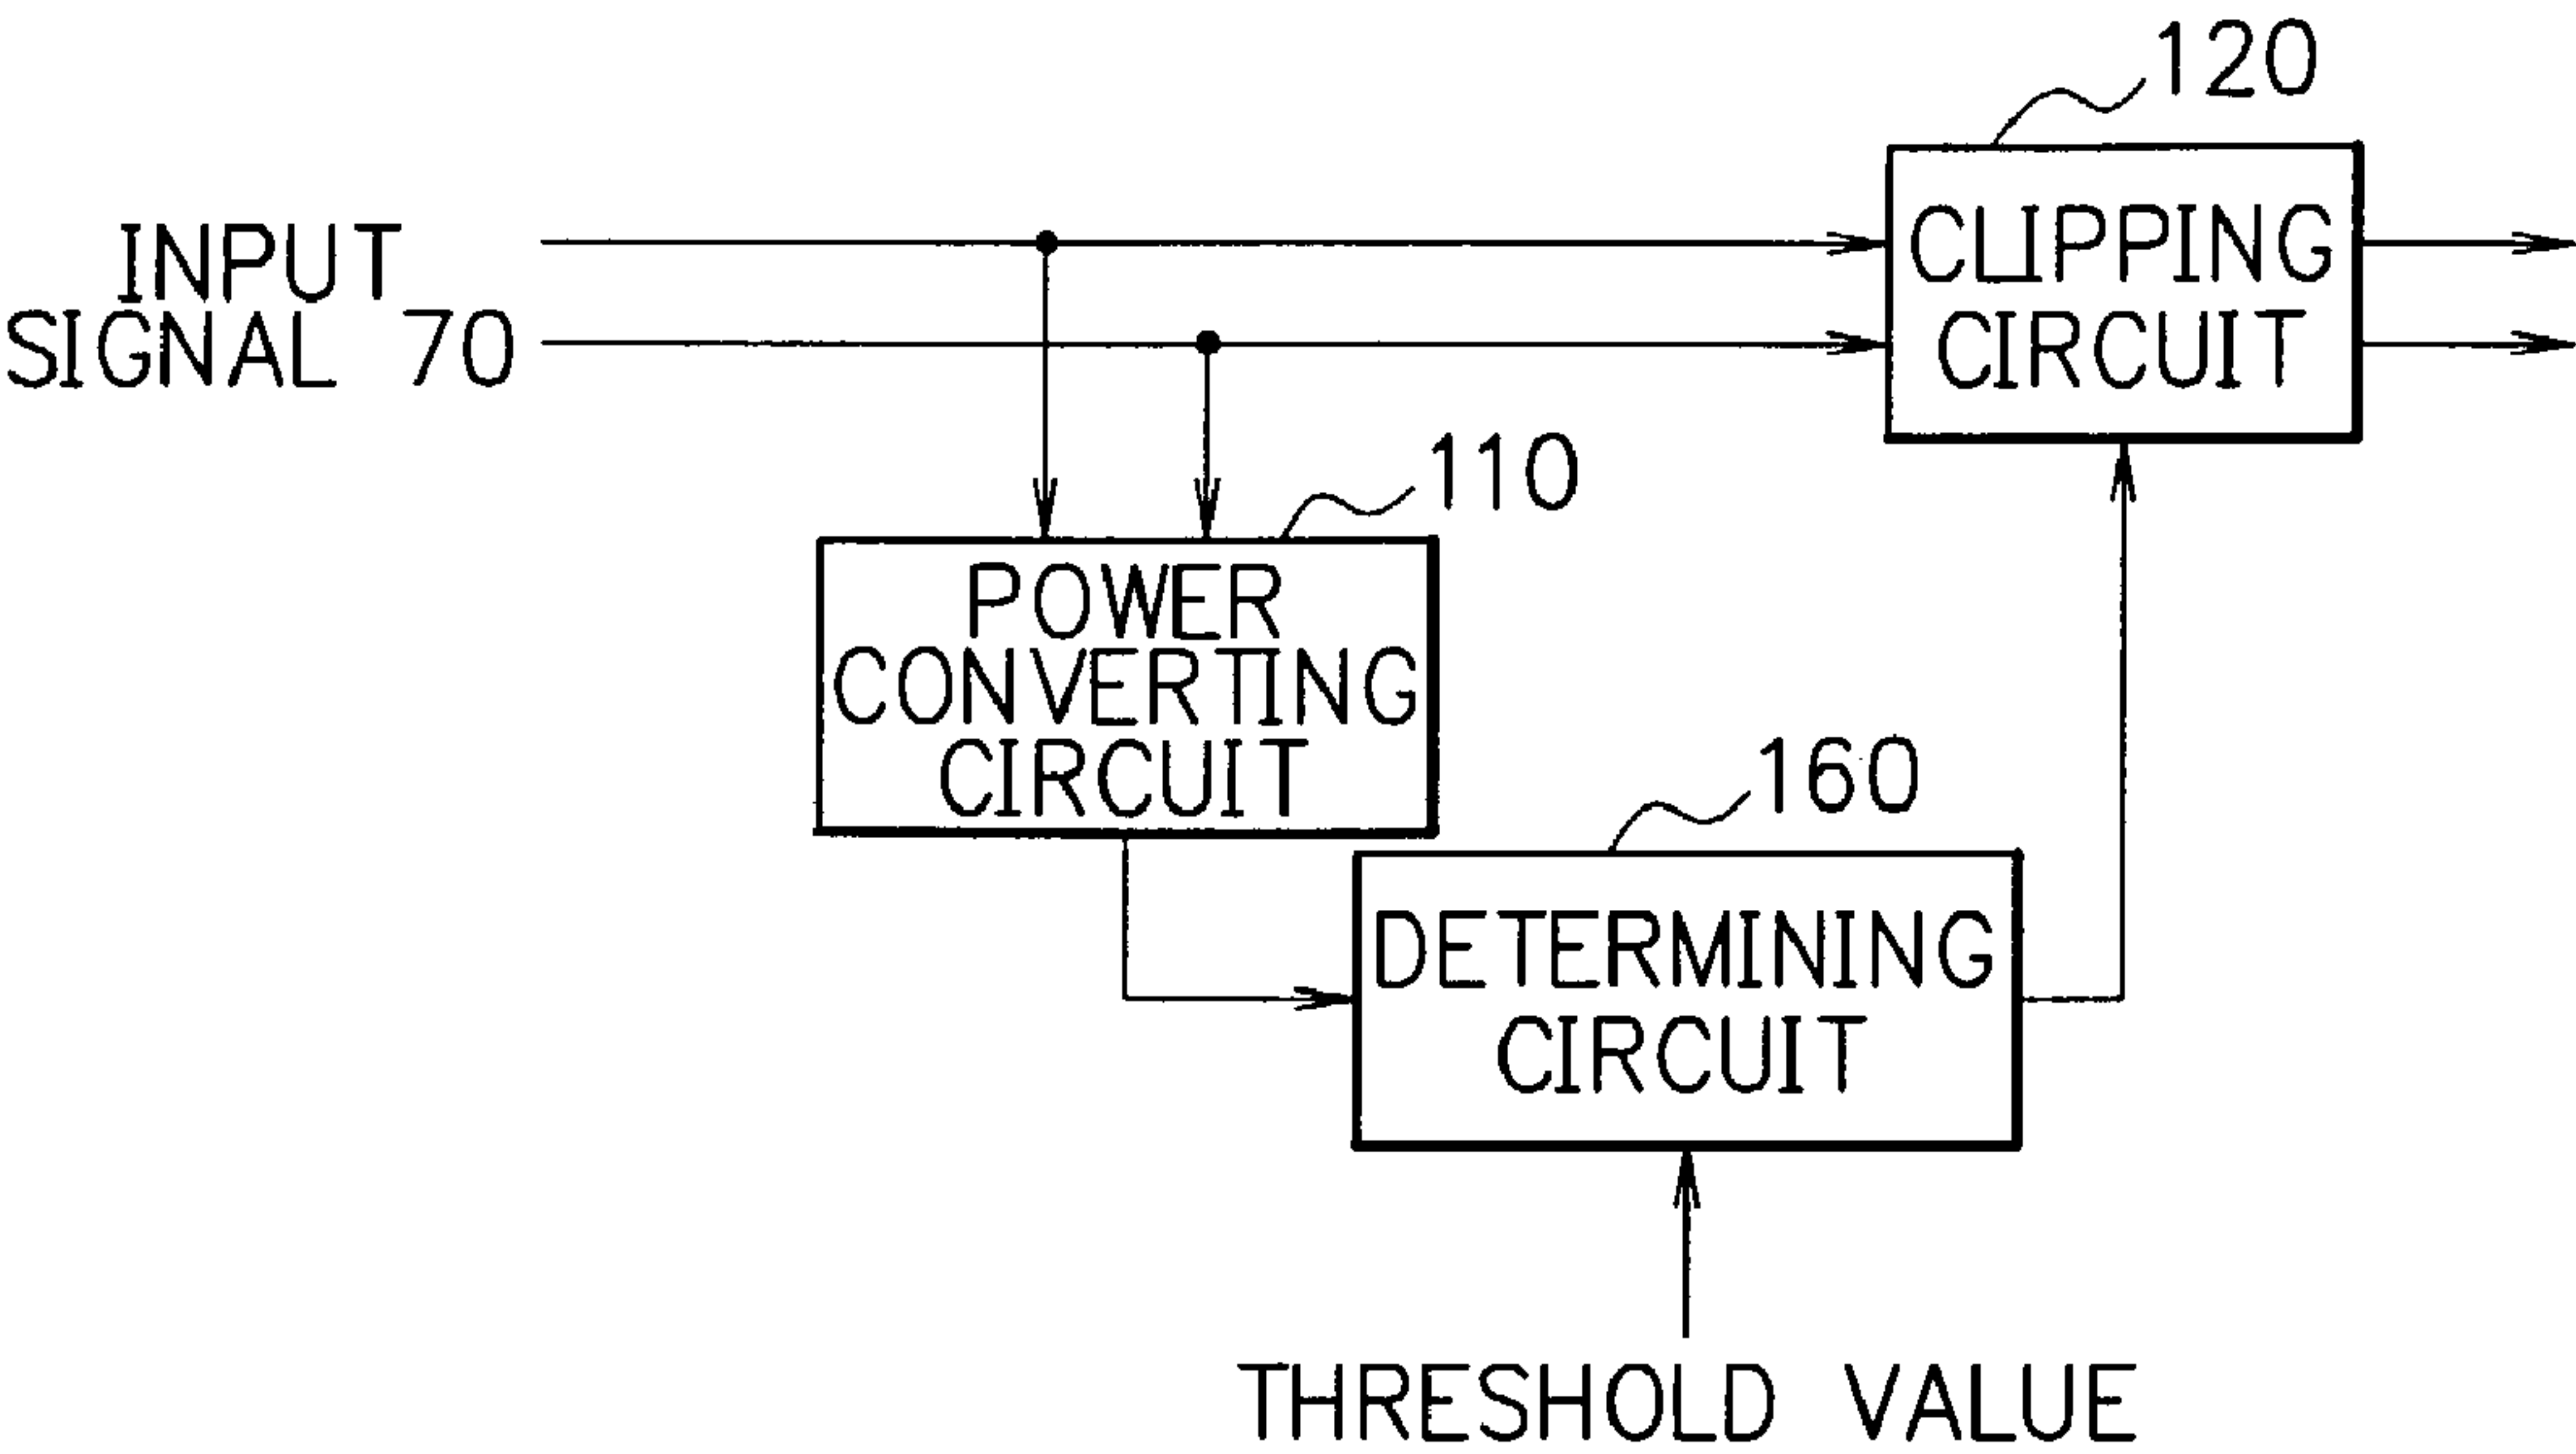 120
INPUT
SIGNAL 70
CLIPPING
CIRCUIT
110
POWER
CONVERTING
CIRCUIT
160
DETERMINING
CIRCUIT
THRESHOLD VALUE